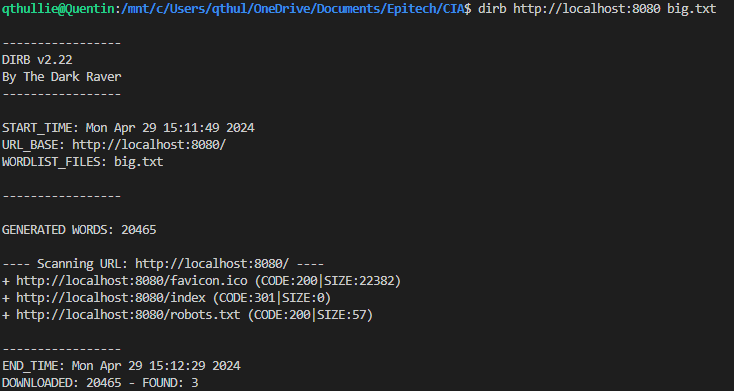 qthullie@Quentin:/mnt/c/Users/qthul/OneDrive/Documents/Epitech/CIA$ dirb http://localhost:8080 big.txt
-----------------
DIRB v2.22
By The Dark Raver
-----------------
START_TIME: Mon Apr 29 15:11:49 2024
URL_BASE: http://localhost:8080/
WORDLIST_FILES: big.txt
-----------------
GENERATED WORDS: 20465
---- Scanning URL: http://localhost:8080/ ----
+ http://localhost:8080/favicon.ico (CODE:200|SIZE:22382)
+ http://localhost:8080/index (CODE:301|SIZE:0)
+ http://localhost:8080/robots.txt (CODE:200|SIZE:57)
-----------------
END_TIME: Mon Apr 29 15:12:29 2024
DOWNLOADED: 20465 - FOUND: 3